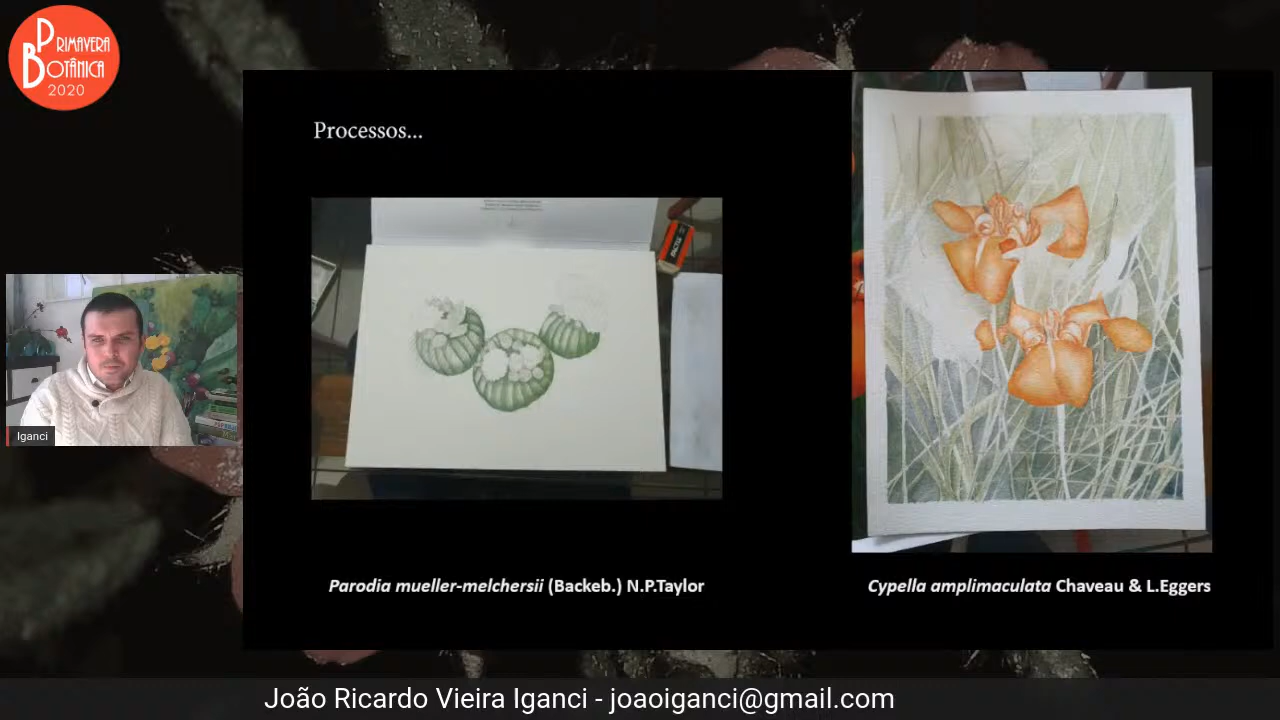 PRIMAVERA
BOTÂNICA
2020
Processos...
Iganci
Parodia mueller-melchersii (Backeb.) N.P.Taylor
Cypella amplimaculata Chaveau & L.Eggers
João Ricardo Vieira Iganci - joaoiganci@gmail.com